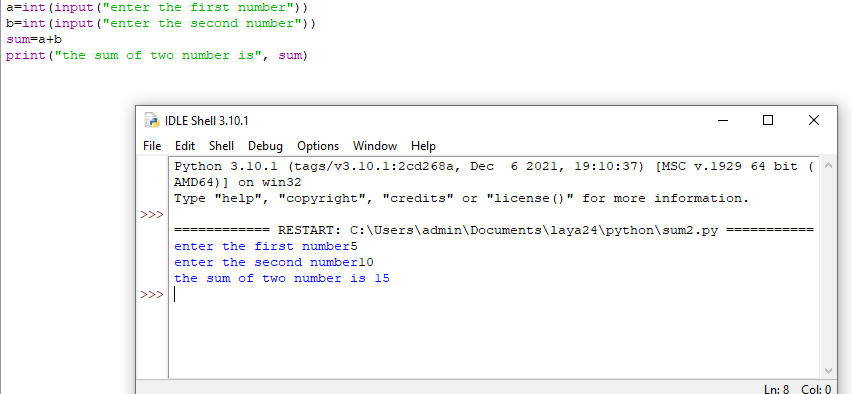 a=int(input("enter the first number"))
b=int(input("enter the second number"))
sum=a+b
print("the sum of two number is", sum)
IDLE Shell 3.10.1
File Edit Shell Debug Options Window Help
Python 3.10.1 (tags/v3.10.1:2cd268a, Dec  6 2021, 19:10:37) [MSC v.1929 64 bit (
AMD64)] on win32
Type "help", "copyright", "credits" or "license()" for more information.
>>>
============ RESTART: C:\Users\admin\Documents\laya24\python\sum2.py ===========
enter the first number5
enter the second number10
the sum of two number is 15
>>>
Ln: 8 Col: 0